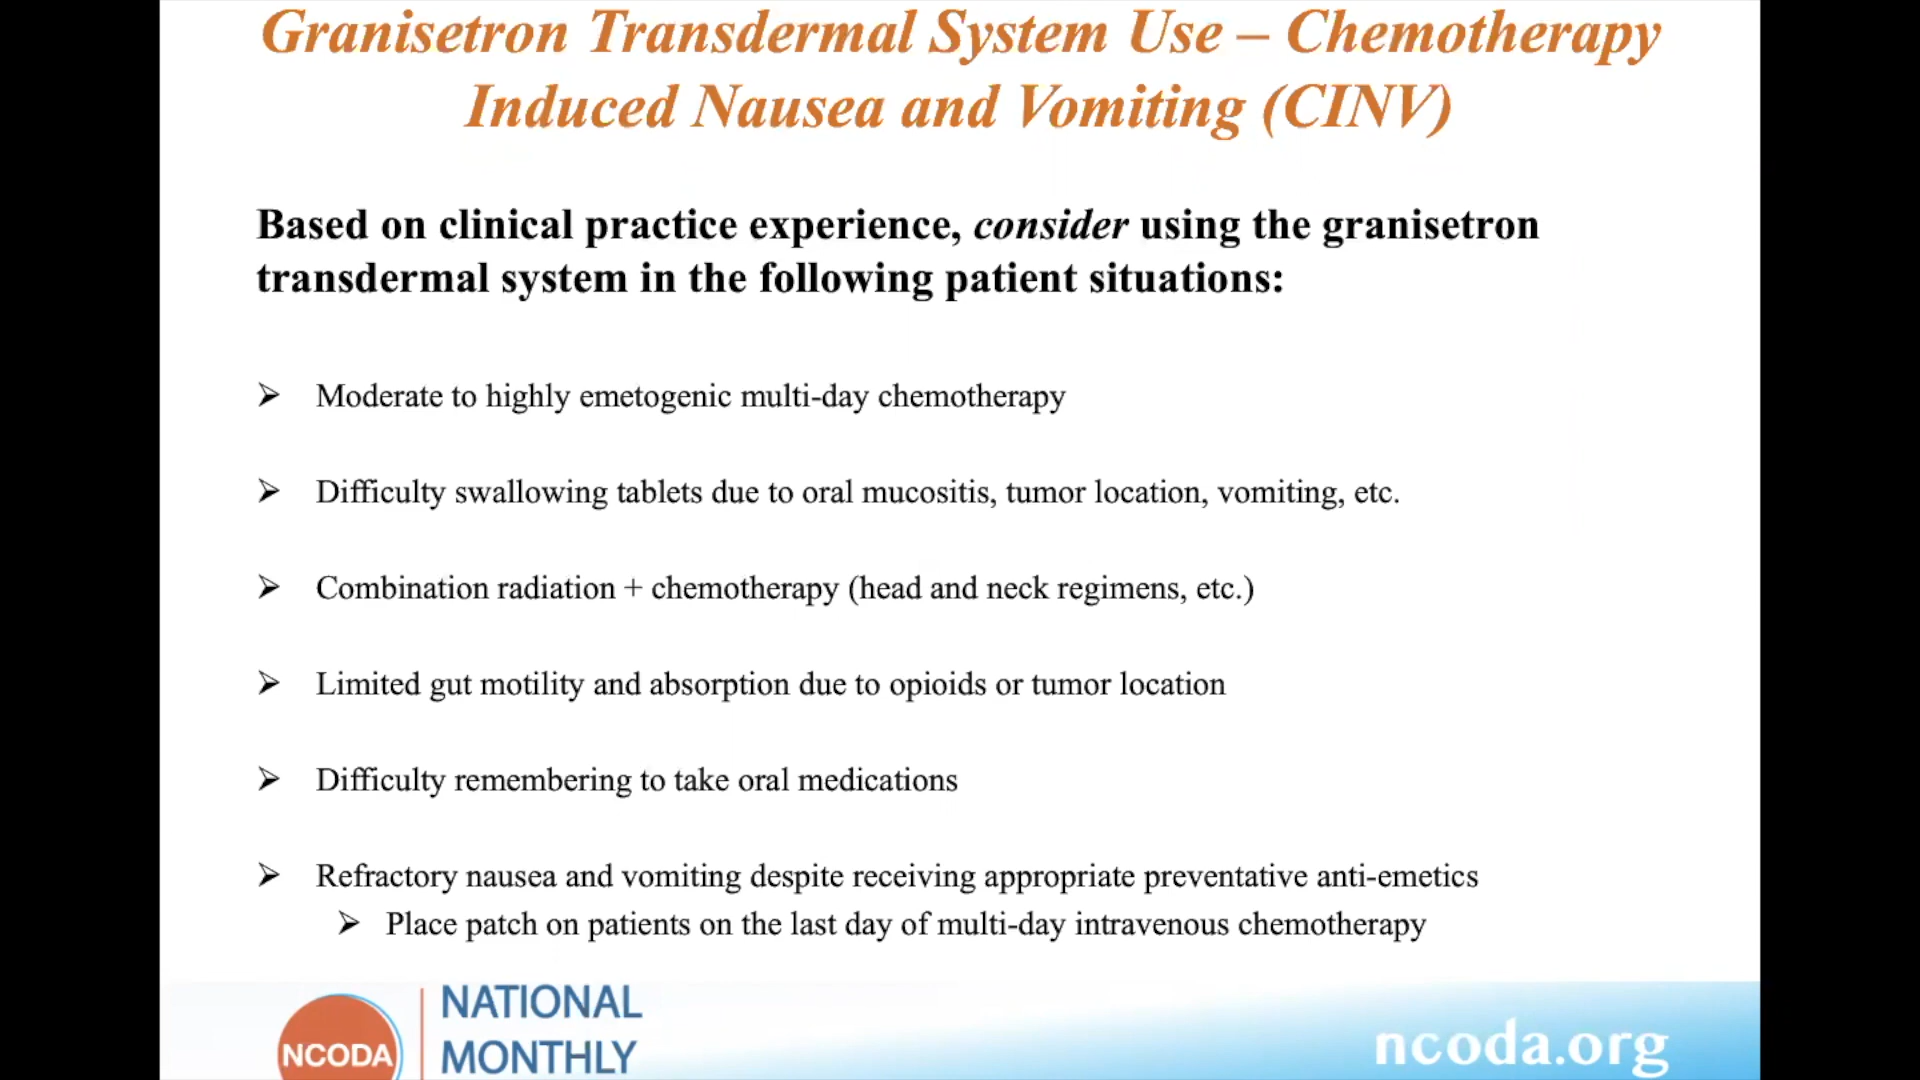 Granisetron Transdermal System Use – Chemotherapy
Induced Nausea and Vomiting (CINV)
Based on clinical practice experience, consider using the granisetron
transdermal system in the following patient situations:
➢ Moderate to highly emetogenic multi-day chemotherapy
➢ Difficulty swallowing tablets due to oral mucositis, tumor location, vomiting, etc.
➢ Combination radiation + chemotherapy (head and neck regimens, etc.)
➢ Limited gut motility and absorption due to opioids or tumor location
➢ Difficulty remembering to take oral medications
➢ Refractory nausea and vomiting despite receiving appropriate preventative anti-emetics
➢ Place patch on patients on the last day of multi-day intravenous chemotherapy
NCODA
NATIONAL
MONTHLY
ncoda.org